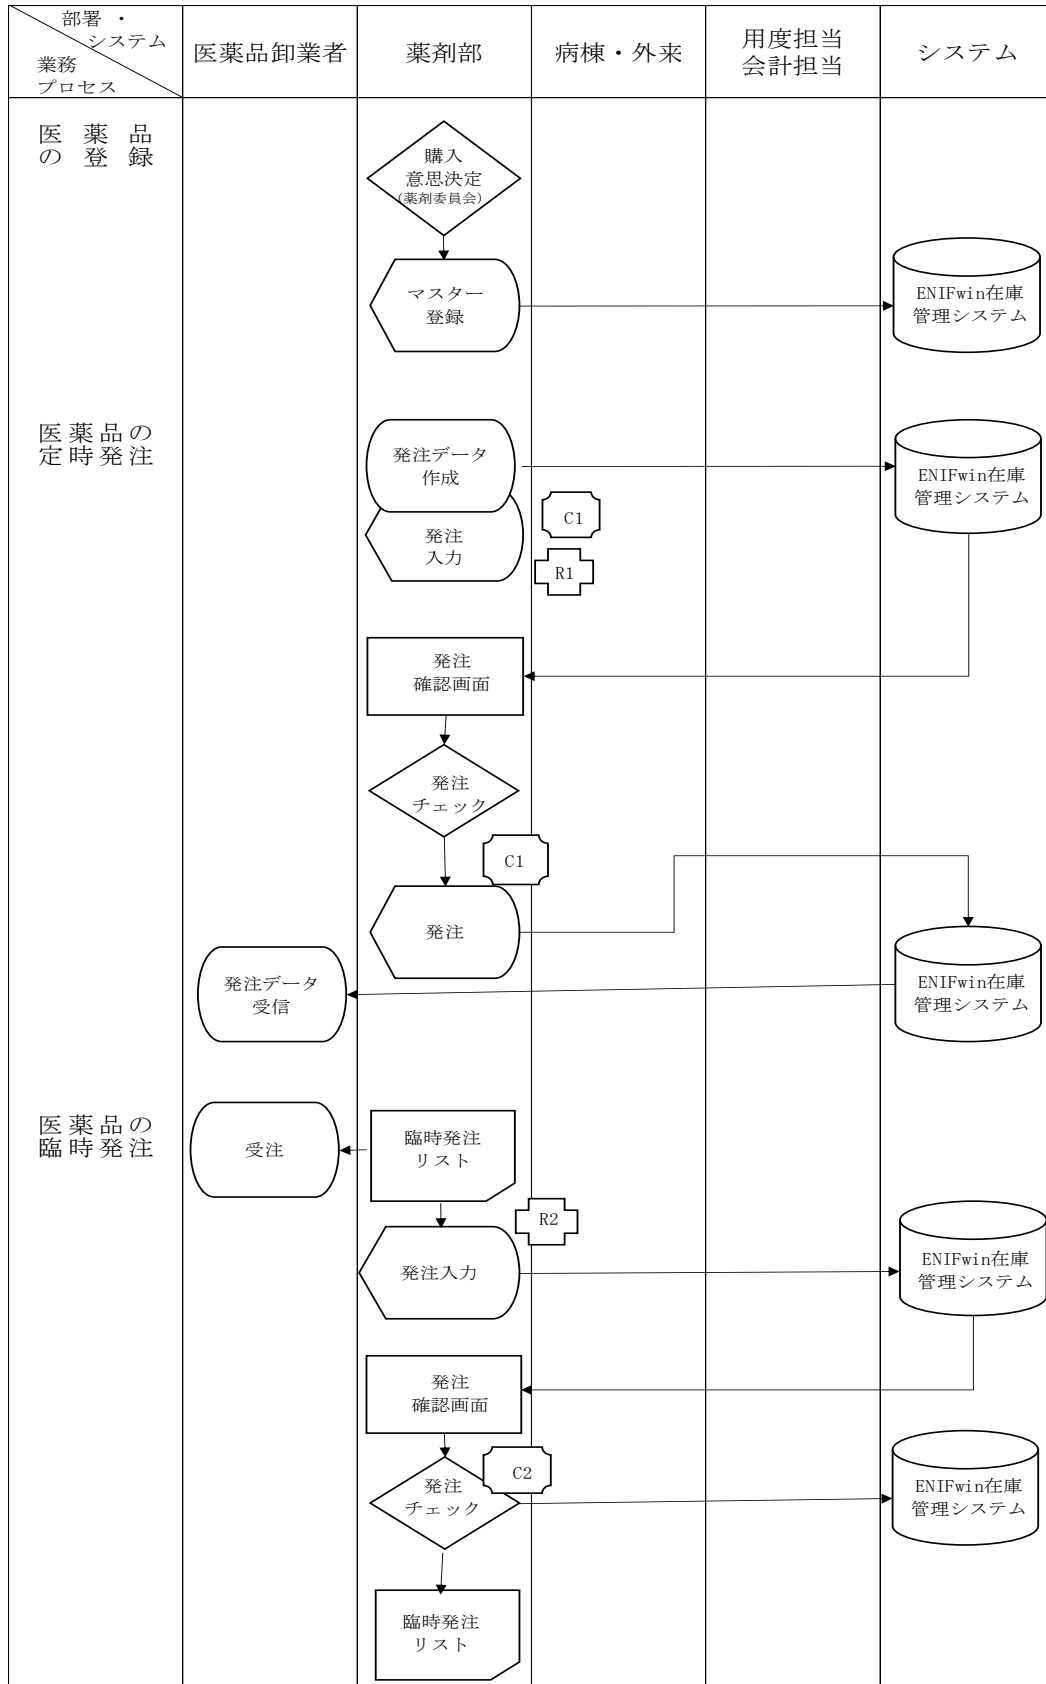 部署・
システム
業務
プロセス
医薬品卸業者
薬剤部
病棟・外来
用度担当
会計担当
システム
医薬品
の登録
購入
意思決定
(薬剤委員会)
マスター
登録
ENIFwin在庫
管理システム
医薬品の
定時発注
発注データ
作成
ENIFwin在庫
管理システム
C1
発注
入力
R1
発注
確認画面
発注
チェック
C1
発注
発注データ
受信
ENIFwin在庫
管理システム
医薬品の
臨時発注
受注
臨時発注
リスト
R2
発注入力
ENIFwin在庫
管理システム
発注
確認画面
C2
発注
チェック
ENIFwin在庫
管理システム
臨時発注
リスト